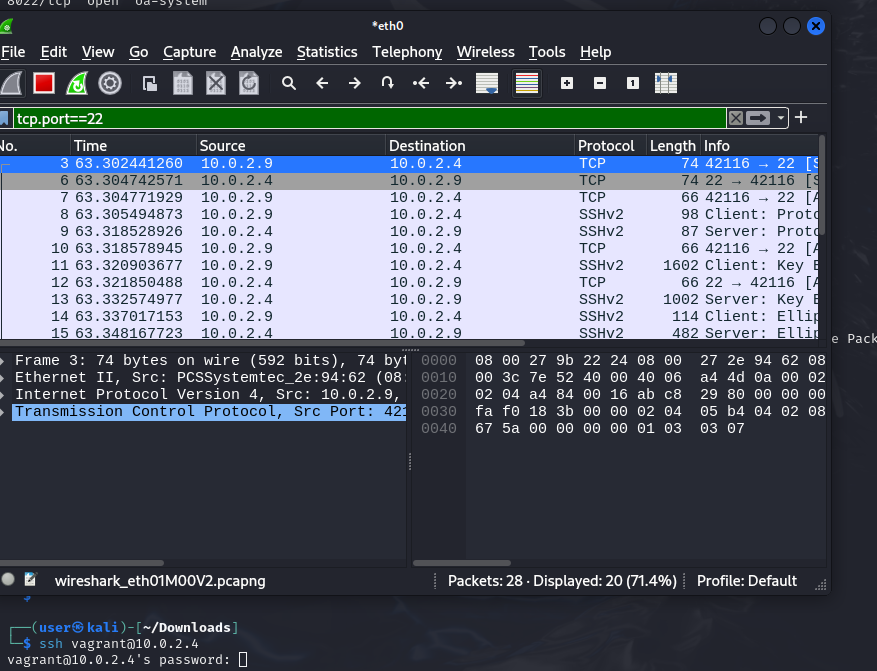 8022/tcp open oa-system
*eth0
File Edit View Go Capture Analyze Statistics Telephony Wireless Tools Help
tcp.port==22
No. Time Source Destination Protocol Length Info
3 63.302441260 10.0.2.9 10.0.2.4 TCP 74 42116 → 22 [S
6 63.304742571 10.0.2.4 10.0.2.9 TCP 74 22 → 42116 [S
7 63.304771929 10.0.2.9 10.0.2.4 TCP 66 42116 → 22 [A
8 63.305494873 10.0.2.9 10.0.2.4 SSHv2 98 Client: Proto
9 63.318528926 10.0.2.4 10.0.2.9 SSHv2 87 Server: Proto
10 63.318578945 10.0.2.9 10.0.2.4 TCP 66 42116 → 22 [A
11 63.320903677 10.0.2.9 10.0.2.4 SSHv2 1602 Client: Key E
12 63.321850488 10.0.2.4 10.0.2.9 TCP 66 22 → 42116 [A
13 63.332574977 10.0.2.4 10.0.2.9 SSHv2 1002 Server: Key E
14 63.337017153 10.0.2.9 10.0.2.4 SSHv2 114 Client: Ellip
15 63.348167723 10.0.2.4 10.0.2.9 SSHv2 482 Server: Ellip
e Pack
Frame 3: 74 bytes on wire (592 bits), 74 byt
Ethernet II, Src: PCSSystemtec_2e:94:62 (08:
Internet Protocol Version 4, Src: 10.0.2.9,
Transmission Control Protocol, Src Port: 421
0000 08 00 27 9b 22 24 08 00 27 2e 94 62 08
0010 00 3c 7e 52 40 00 40 06 a4 4d 0a 00 02
0020 02 04 a4 84 00 16 ab c8 29 80 00 00 00
0030 fa f0 18 3b 00 00 02 04 05 b4 04 02 08
0040 67 5a 00 00 00 00 01 03 03 07
wireshark_eth01M00V2.pcapng Packets: 28 · Displayed: 20 (71.4%) Profile: Default
$
┌──(user㉿kali)-[~/Downloads]
└─$ ssh vagrant@10.0.2.4
vagrant@10.0.2.4's password: